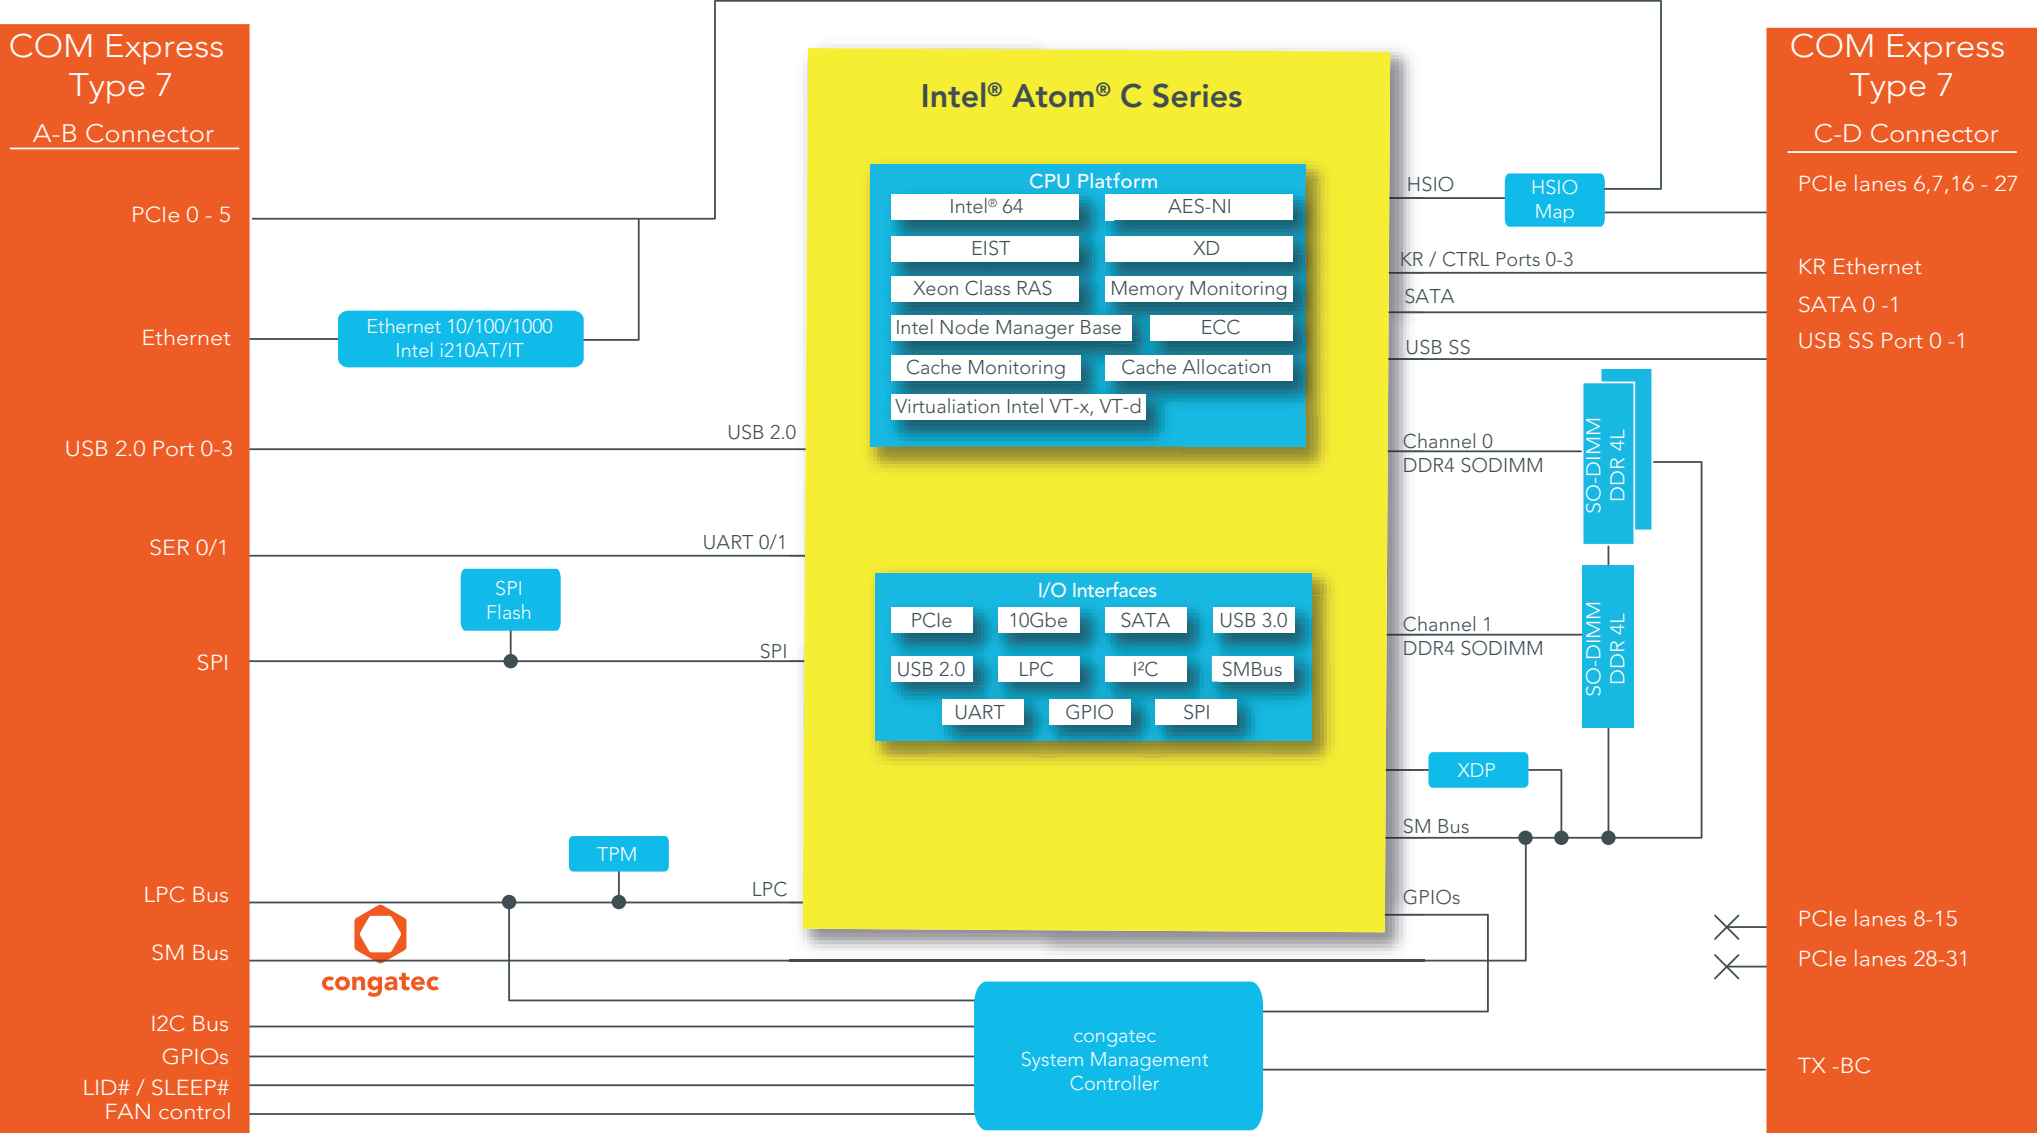 COM Express
Type 7
A-B Connector
PCIe 0 - 5
Ethernet
USB 2.0 Port 0-3
SER 0/1
SPI
LPC Bus
SM Bus
I2C Bus
GPIOs
LID# / SLEEP#
FAN control
Ethernet 10/100/1000
Intel i210AT/IT
SPI
Flash
TPM
congatec
USB 2.0
UART 0/1
SPI
LPC
Intel® Atom® C Series
CPU Platform
Intel® 64
AES-NI
EIST
XD
Xeon Class RAS
Memory Monitoring
Intel Node Manager Base
ECC
Cache Monitoring
Cache Allocation
Virtualiation Intel VT-x, VT-d
I/O Interfaces
PCIe
10Gbe
SATA
USB 3.0
USB 2.0
LPC
I²C
SMBus
UART
GPIO
SPI
congatec
System Management
Controller
HSIO
HSIO
Map
KR / CTRL Ports 0-3
SATA
USB SS
Channel 0
DDR4 SODIMM
SO-DIMM
DDR 4L
Channel 1
DDR4 SODIMM
SO-DIMM
DDR 4L
XDP
SM Bus
GPIOs
COM Express
Type 7
C-D Connector
PCIe lanes 6,7,16 - 27
KR Ethernet
SATA 0 -1
USB SS Port 0 -1
PCIe lanes 8-15
PCIe lanes 28-31
TX -BC